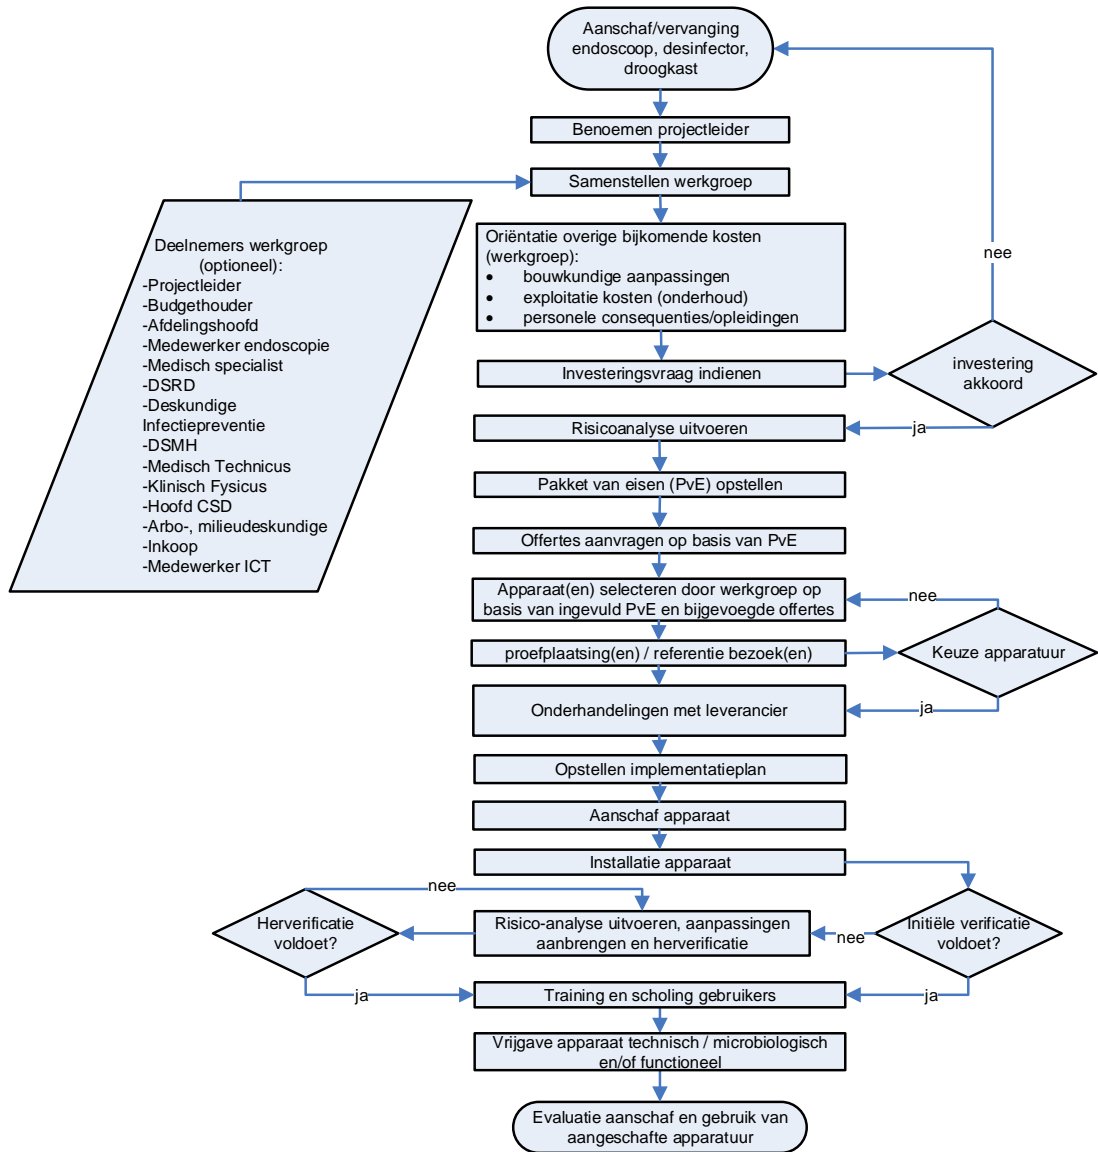 Aanschaf/vervanging
endoscoop, desinfector,
droogkast
Benoemen projectleider
Samenstellen werkgroep
Deelnemers werkgroep
(optioneel):
-Projectleider
-Budgethouder
-Afdelingshoofd
-Medewerker endoscopie
-Medisch specialist
-DSRD
-Deskundige
Infectiepreventie
-DSMH
-Medisch Technicus
-Klinisch Fysicus
-Hoofd CSD
-Arbo-, milieudeskundige
-Inkoop
-Medewerker ICT
Oriëntatie overige bijkomende kosten
(werkgroep):
• bouwkundige aanpassingen
• exploitatie kosten (onderhoud)
• personele consequenties/opleidingen
nee
Investeringsvraag indienen
investering
akkoord
Risicoanalyse uitvoeren
ja
Pakket van eisen (PvE) opstellen
Offertes aanvragen op basis van PvE
Apparaat(en) selecteren door werkgroep op
basis van ingevuld PvE en bijgevoegde offertes
nee
proefplaatsing(en) / referentie bezoek(en)
Keuze apparatuur
Onderhandelingen met leverancier
ja
Opstellen implementatieplan
Aanschaf apparaat
Installatie apparaat
nee
Herverificatie
voldoet?
Risico-analyse uitvoeren, aanpassingen
aanbrengen en herverificatie
nee
Initiële verificatie
voldoet?
ja
Training en scholing gebruikers
ja
Vrijgave apparaat technisch / microbiologisch
en/of functioneel
Evaluatie aanschaf en gebruik van
aangeschafte apparatuur